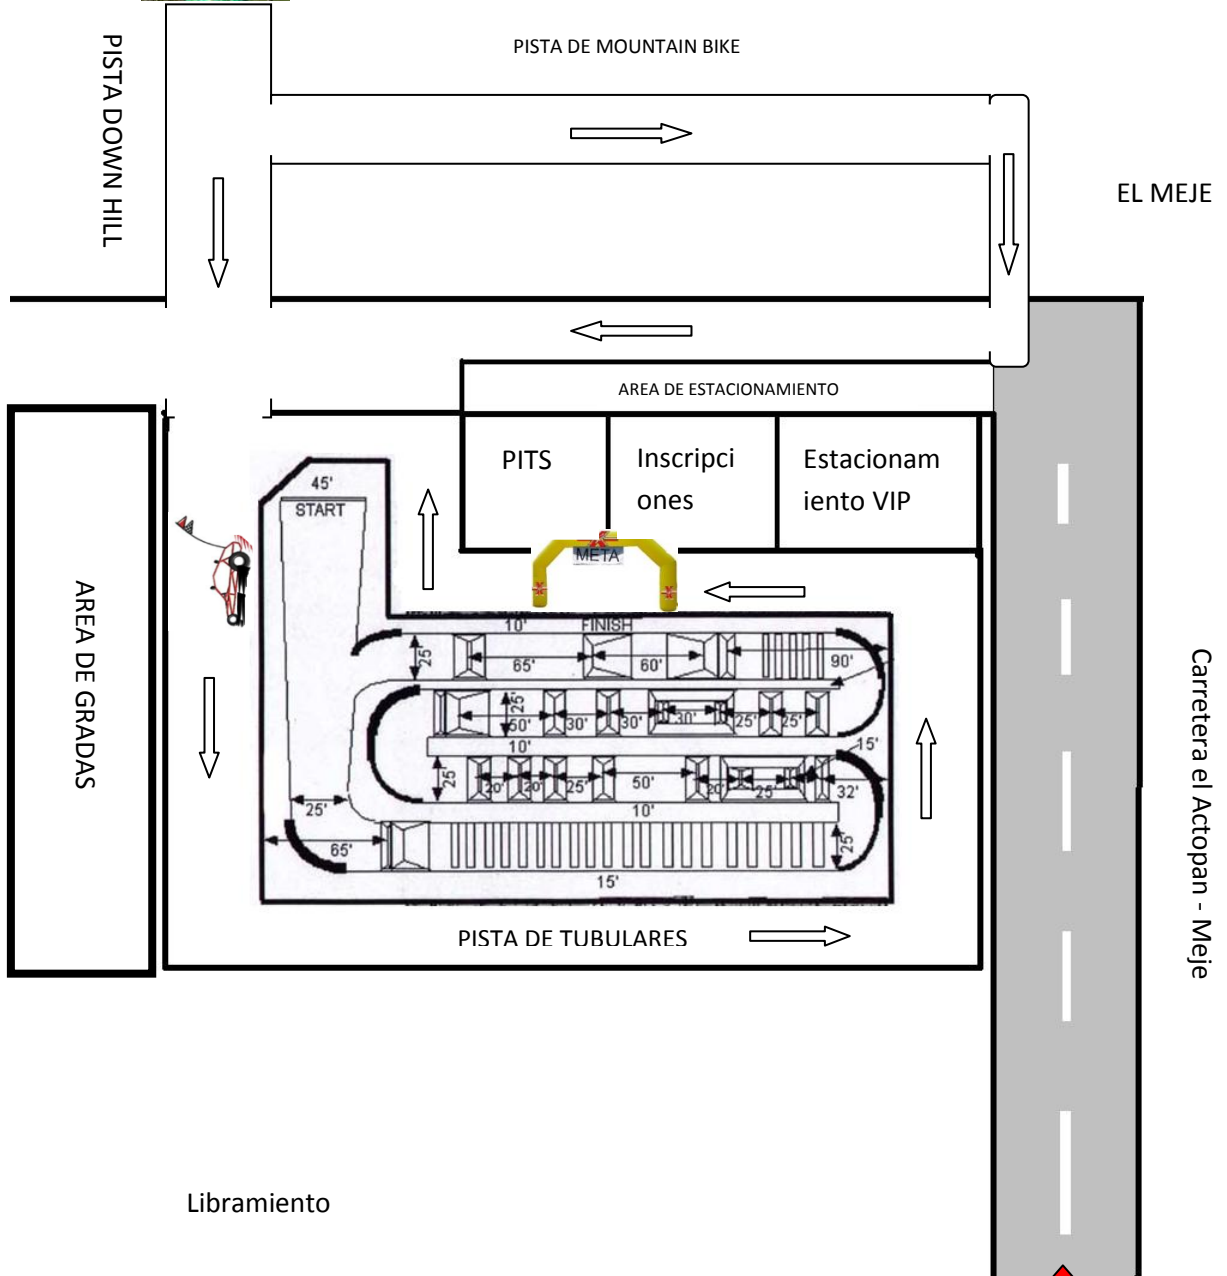 PISTA DE MOUNTAIN BIKE
PISTA DOWN HILL
EL MEJE
AREA DE ESTACIONAMIENTO
PITS
Inscripci
ones
Estacionam
iento VIP
META
45'
START
10'
FINISH
25'
65'
60'
90'
25'
50'
30'
30'
30'
25'
25'
10'
15'
25'
20'
20'
25'
50'
20'
25'
32'
25'
10'
65'
25'
15'
PISTA DE TUBULARES
AREA DE GRADAS
Carretera el Actopan - Meje
Libramiento